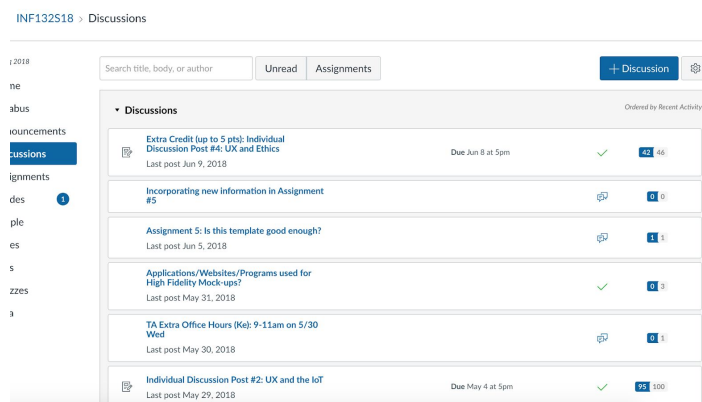 INF132S18 > Discussions
2018
Search title, body, or author
Unread
Assignments
+ Discussion
me
abus
ouncements
cussions
ignments
des 1
ple
es
s
zzes
a
Discussions
Ordered by Recent Activity
Extra Credit (up to 5 pts): Individual
Discussion Post #4: UX and Ethics
Last post Jun 9, 2018
Due Jun 8 at 5pm
42 46
Incorporating new information in Assignment
#5
0 0
Assignment 5: Is this template good enough?
Last post Jun 5, 2018
1 1
Applications/Websites/Programs used for
High Fidelity Mock-ups?
Last post May 31, 2018
0 3
TA Extra Office Hours (Ke): 9-11am on 5/30
Wed
Last post May 30, 2018
0 1
Individual Discussion Post #2: UX and the IoT
Last post May 29, 2018
Due May 4 at 5pm
95 100